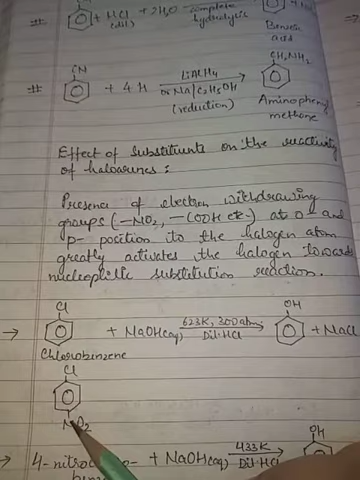 + HCl + 2H2O complete
(dil) hydrolysis
Benzoic
acid
CN CH2NH2
# + 4H LiAlH4
or Na/C2H5OH
(reduction) Aminophenyl
methane
Effect of substituents on the reactivity
of haloarenes:
Presence of electron withdrawing
groups (-NO2, -COOH etc.) at o- and
p- position to the halogen atom
greatly activates the halogen towards
nucleophilic substitution reaction.
Cl OH
→ + NaOH(aq) 623K, 300atm + NaCl
Dil·HCl
Chlorobenzene
Cl
NO2
OH
→ 4-nitro + NaOH(aq) 433K
Dil·HCl